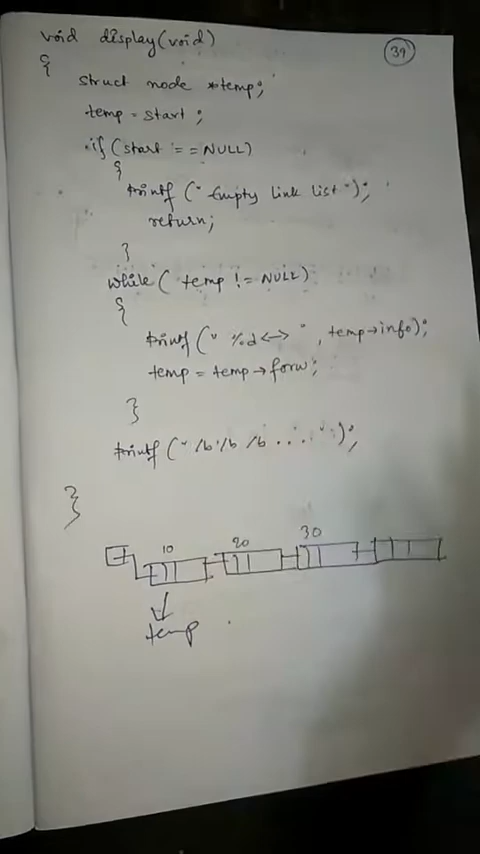 void display(void)
39
{
struct node *temp;
temp = start;
if (start == NULL)
{
printf (" Empty Link List ");
return;
}
while ( temp != NULL)
{
printf (" %d<-> ", temp→info);
temp = temp→forw;
}
printf (" /b /b /b .... ");
}
10 20 30
temp